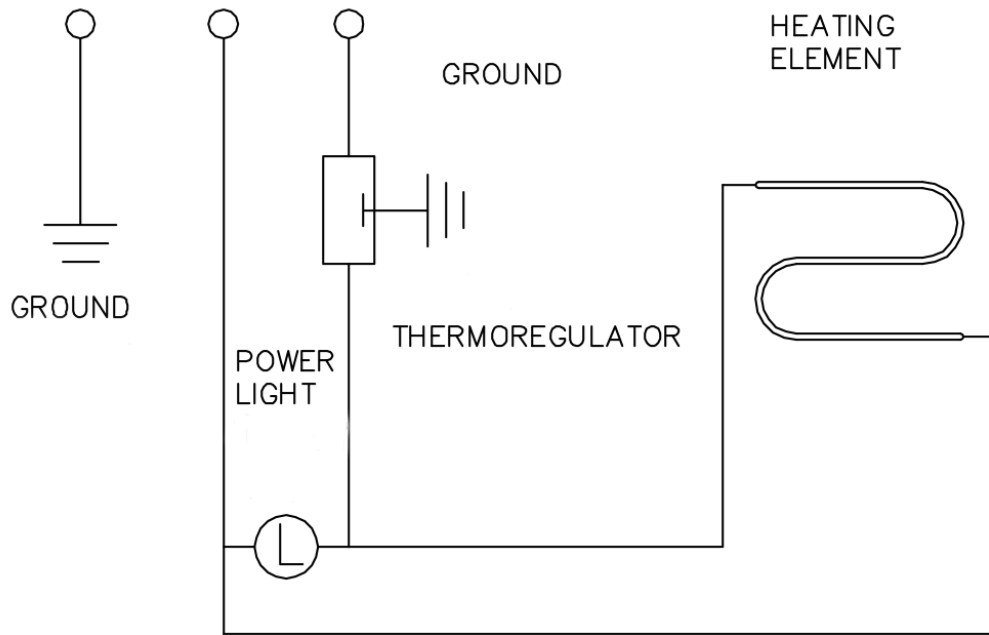 HEATING
ELEMENT
GROUND
GROUND
THERMOREGULATOR
POWER
LIGHT
L